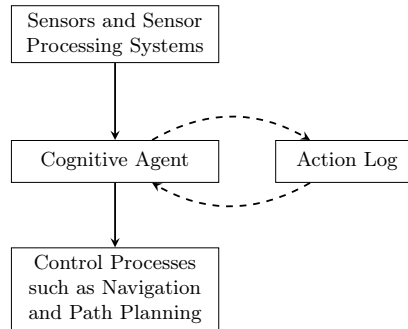 Sensors and Sensor
Processing Systems
Cognitive Agent
Action Log
Control Processes
such as Navigation
and Path Planning